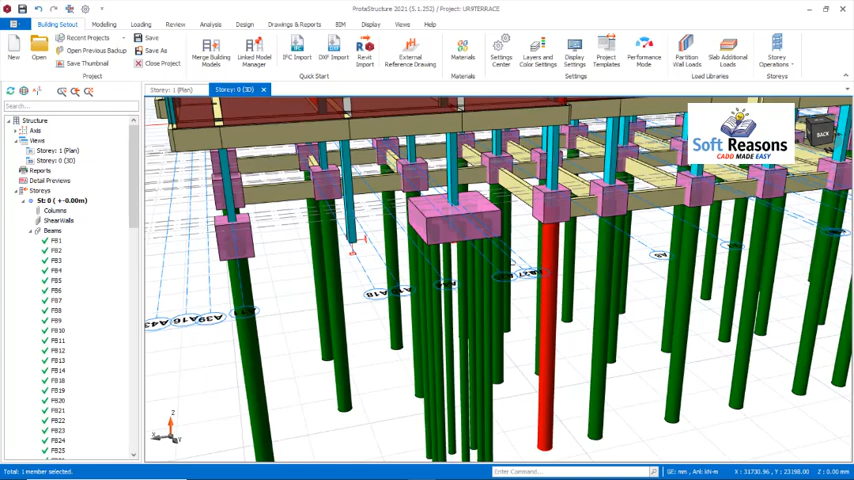 ProtaStructure 2021 (5.1.252) / Project: UR9TERRACE
Building Setout Modeling Loading Review Analysis Design Drawings & Reports BIM Display Views Help
New
Open
Recent Projects
Open Previous Backup
Save Thumbnail
Save
Save As
Close Project
Project
Merge Building Models
Linked Model Manager
IFC Import
DXF Import
Revit Import
Quick Start
External Reference Drawing
Materials
Materials
Settings Center
Layers and Color Settings
Display Settings
Project Templates
Performance Mode
Settings
Partition Wall Loads
Slab Additional Loads
Load Libraries
Storey Operations
Storeys
Storey: 1 (Plan)
Storey: 0 (3D)
Search...
Structure
Axis
Views
Storey: 1 (Plan)
Storey: 0 (3D)
Reports
Detail Previews
Storeys
St: 0 ( +-0.00m)
Columns
ShearWalls
Beams
FB1
FB2
FB3
FB4
FB5
FB6
FB7
FB8
FB9
FB10
FB11
FB12
FB13
FB14
FB18
FB19
FB20
FB21
FB22
FB23
FB24
FB25
Soft Reasons
CADD MADE EASY
BACK
A39
A16
A18
Z
X
Y
Total: 1 member selected.
Enter Command...
GE: mm, Anl: kN-m
X : 31730.96, Y : 23198.00
Z : 0.00 mm